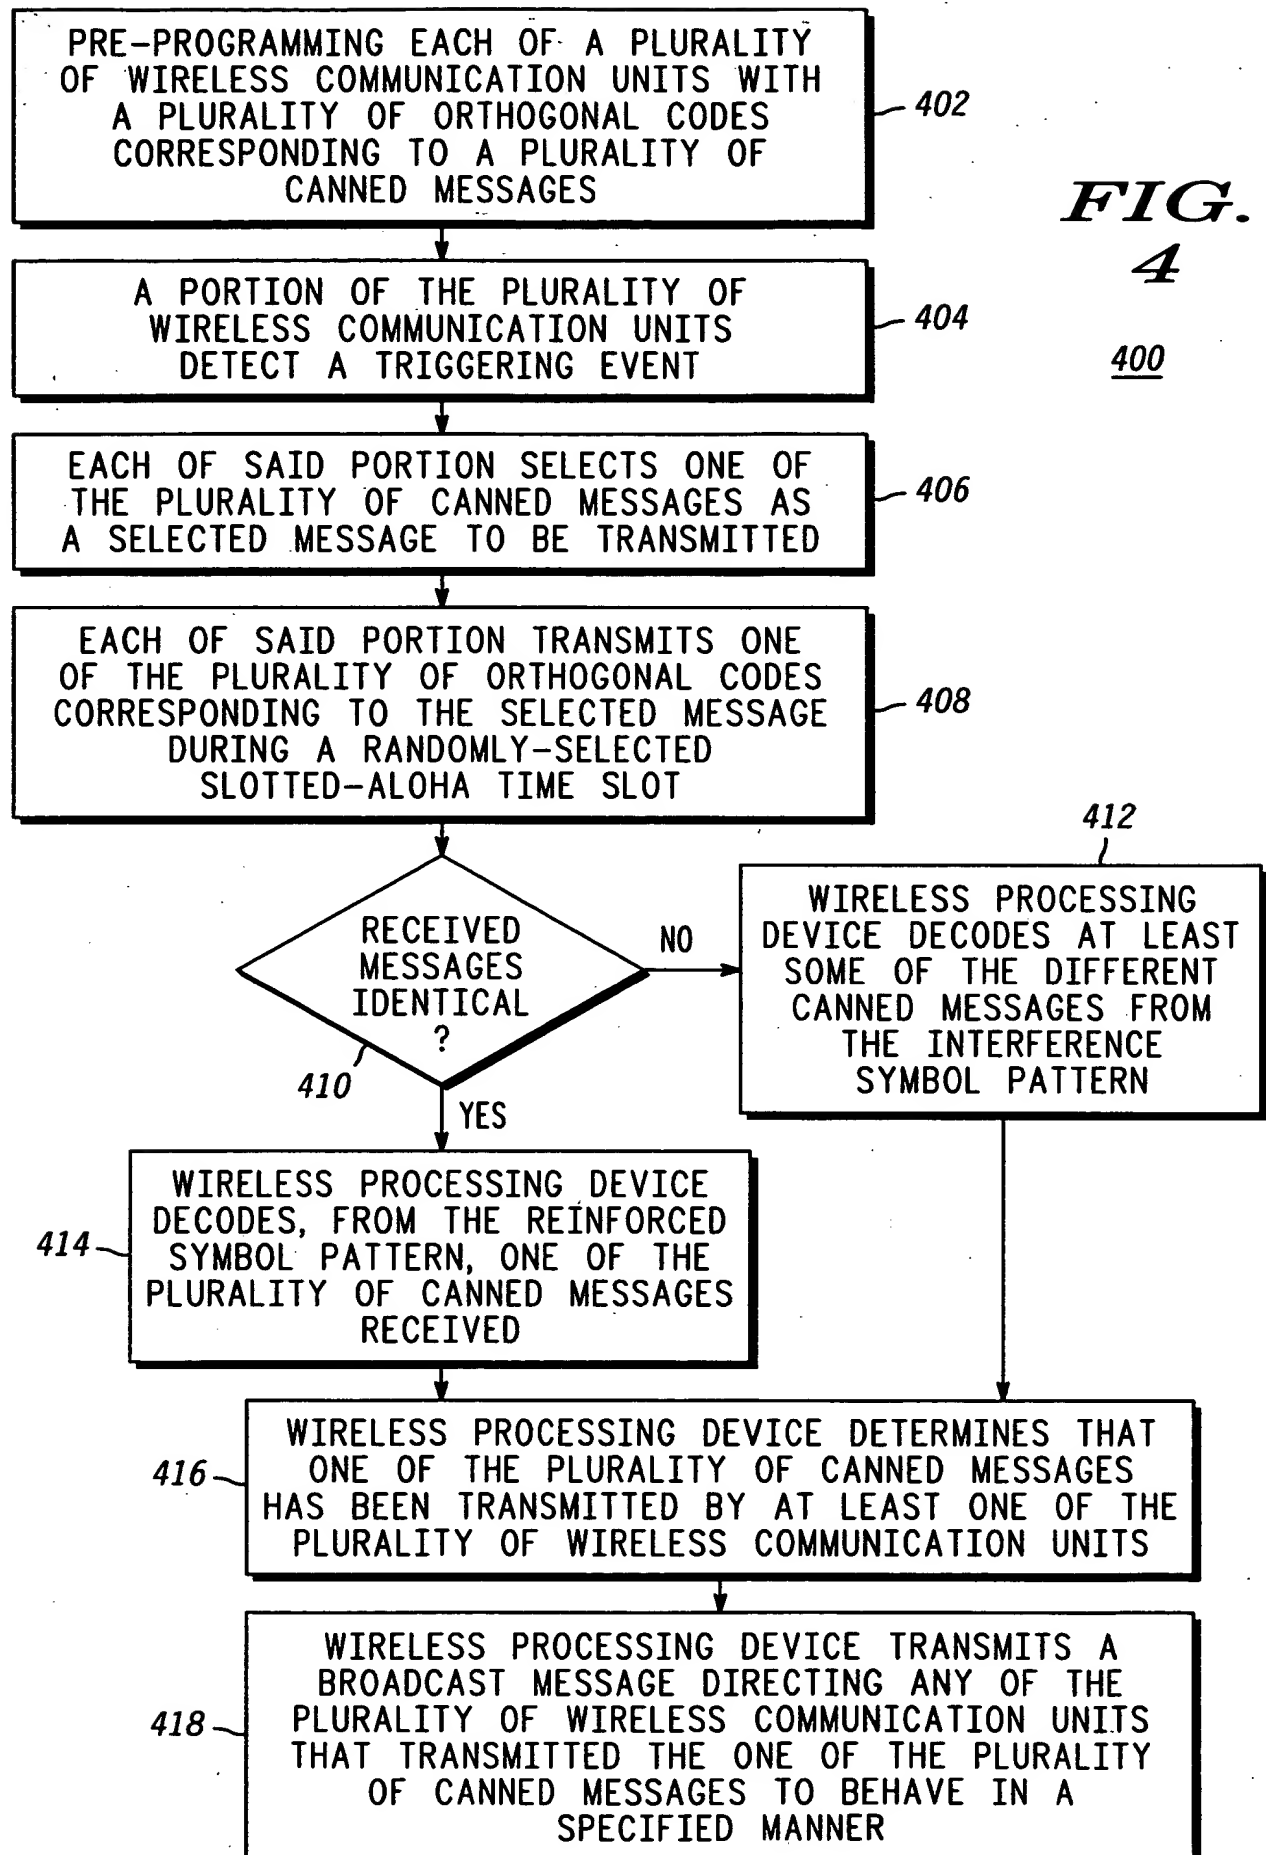 PRE-PROGRAMMING EACH OF A PLURALITY
OF WIRELESS COMMUNICATION UNITS WITH
A PLURALITY OF ORTHOGONAL CODES
CORRESPONDING TO A PLURALITY OF
CANNED MESSAGES
402
FIG.
4
400
A PORTION OF THE PLURALITY OF
WIRELESS COMMUNICATION UNITS
DETECT A TRIGGERING EVENT
404
EACH OF SAID PORTION SELECTS ONE OF
THE PLURALITY OF CANNED MESSAGES AS
A SELECTED MESSAGE TO BE TRANSMITTED
406
EACH OF SAID PORTION TRANSMITS ONE
OF THE PLURALITY OF ORTHOGONAL CODES
CORRESPONDING TO THE SELECTED MESSAGE
DURING A RANDOMLY-SELECTED
SLOTTED-ALOHA TIME SLOT
408
RECEIVED
MESSAGES
IDENTICAL
?
410
NO
YES
412
WIRELESS PROCESSING
DEVICE DECODES AT LEAST
SOME OF THE DIFFERENT
CANNED MESSAGES FROM
THE INTERFERENCE
SYMBOL PATTERN
WIRELESS PROCESSING DEVICE
DECODES, FROM THE REINFORCED
SYMBOL PATTERN, ONE OF THE
PLURALITY OF CANNED MESSAGES
RECEIVED
414
WIRELESS PROCESSING DEVICE DETERMINES THAT
ONE OF THE PLURALITY OF CANNED MESSAGES
HAS BEEN TRANSMITTED BY AT LEAST ONE OF THE
PLURALITY OF WIRELESS COMMUNICATION UNITS
416
WIRELESS PROCESSING DEVICE TRANSMITS A
BROADCAST MESSAGE DIRECTING ANY OF THE
PLURALITY OF WIRELESS COMMUNICATION UNITS
THAT TRANSMITTED THE ONE OF THE PLURALITY
OF CANNED MESSAGES TO BEHAVE IN A
SPECIFIED MANNER
418